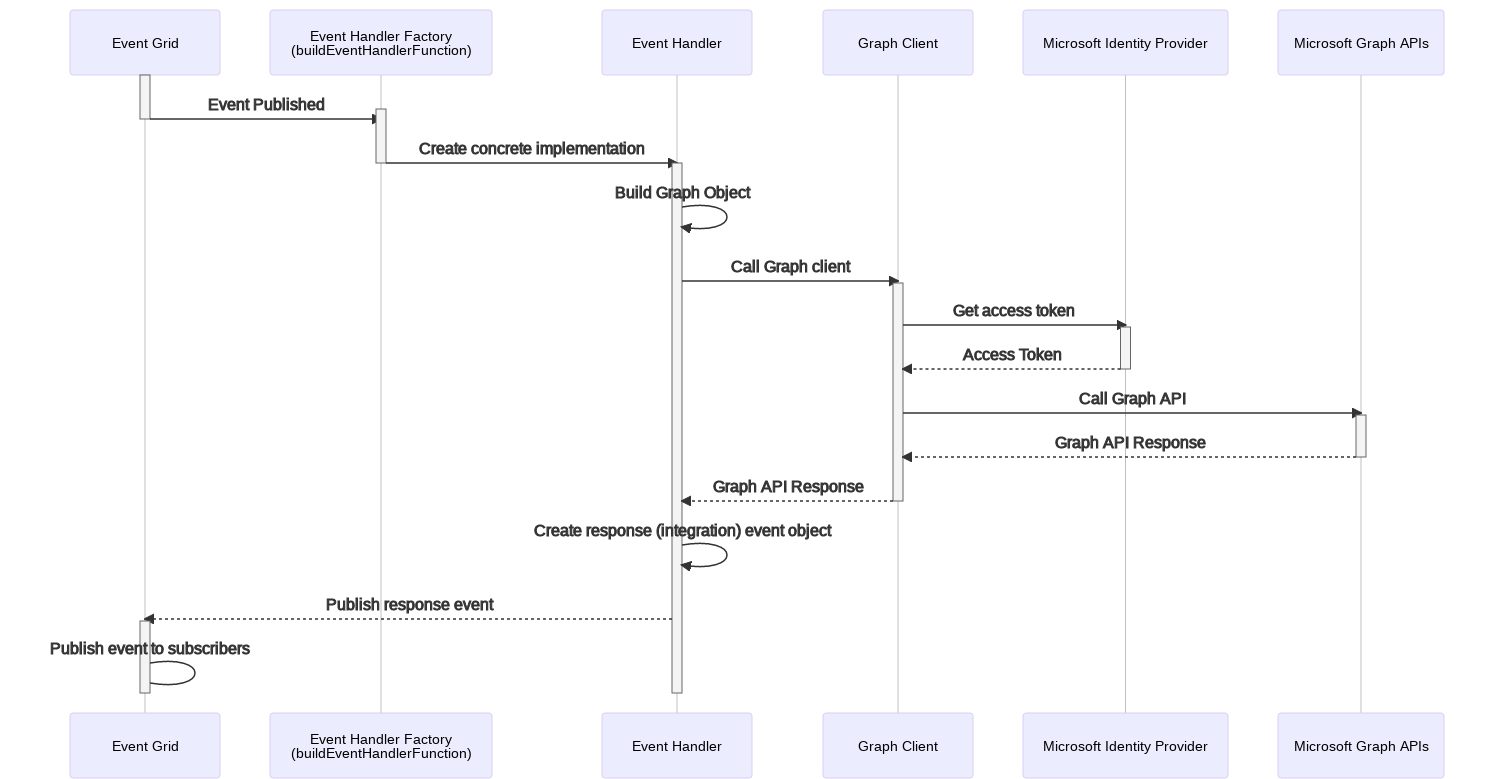 Event Grid
Event Handler Factory
(buildEventHandlerFunction)
Event Handler
Graph Client
Microsoft Identity Provider
Microsoft Graph APIs
Event Published
Create concrete implementation
Build Graph Object
Call Graph client
Get access token
Access Token
Call Graph API
Graph API Response
Graph API Response
Create response (integration) event object
Publish response event
Publish event to subscribers
Event Grid
Event Handler Factory
(buildEventHandlerFunction)
Event Handler
Graph Client
Microsoft Identity Provider
Microsoft Graph APIs